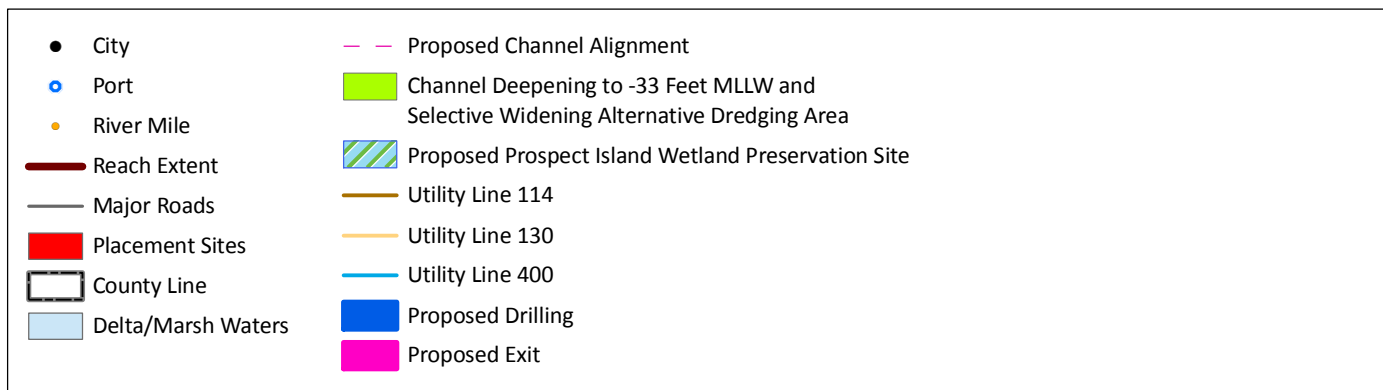 City
Port
River Mile
Reach Extent
Major Roads
Placement Sites
County Line
Delta/Marsh Waters
Proposed Channel Alignment
Channel Deepening to -33 Feet MLLW and
Selective Widening Alternative Dredging Area
Proposed Prospect Island Wetland Preservation Site
Utility Line 114
Utility Line 130
Utility Line 400
Proposed Drilling
Proposed Exit